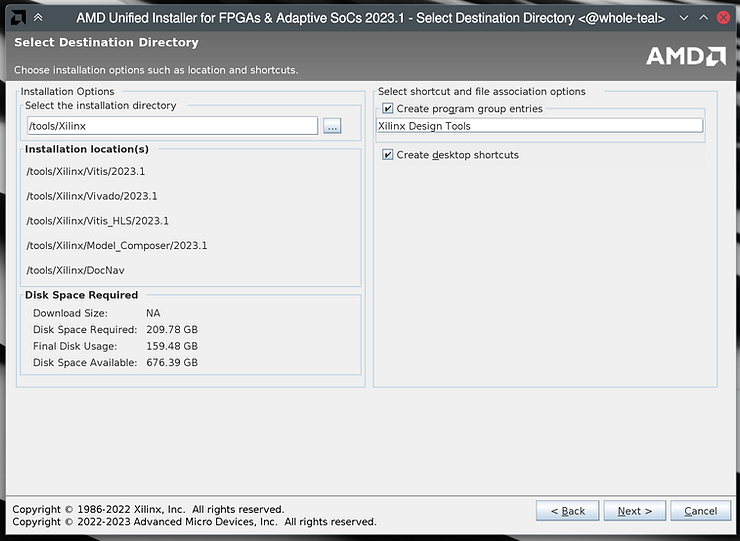 AMD Unified Installer for FPGAs & Adaptive SoCs 2023.1 - Select Destination Directory <@whole-teal>
Select Destination Directory
Choose installation options such as location and shortcuts.
AMD
Installation Options
Select the installation directory
/tools/Xilinx
...
Installation location(s)
/tools/Xilinx/Vitis/2023.1
/tools/Xilinx/Vivado/2023.1
/tools/Xilinx/Vitis_HLS/2023.1
/tools/Xilinx/Model_Composer/2023.1
/tools/Xilinx/DocNav
Disk Space Required
Download Size: NA
Disk Space Required: 209.78 GB
Final Disk Usage: 159.48 GB
Disk Space Available: 676.39 GB
Select shortcut and file association options
Create program group entries
Xilinx Design Tools
Create desktop shortcuts
Copyright © 1986-2022 Xilinx, Inc. All rights reserved.
Copyright © 2022-2023 Advanced Micro Devices, Inc. All rights reserved.
< Back
Next >
Cancel